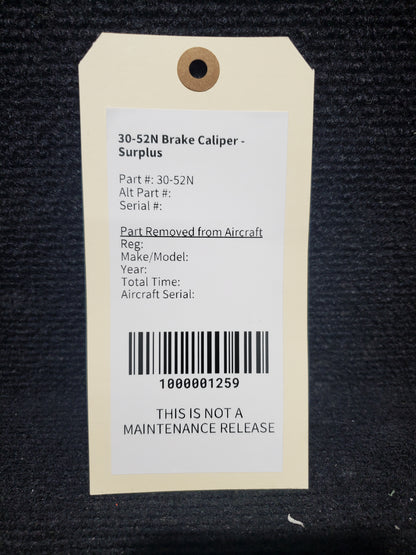 30-52N Brake Caliper -
Surplus
Part #: 30-52N
Alt Part #:
Serial #:
Part Removed from Aircraft
Reg:
Make/Model:
Year:
Total Time:
Aircraft Serial:
1000001259
THIS IS NOT A
MAINTENANCE RELEASE